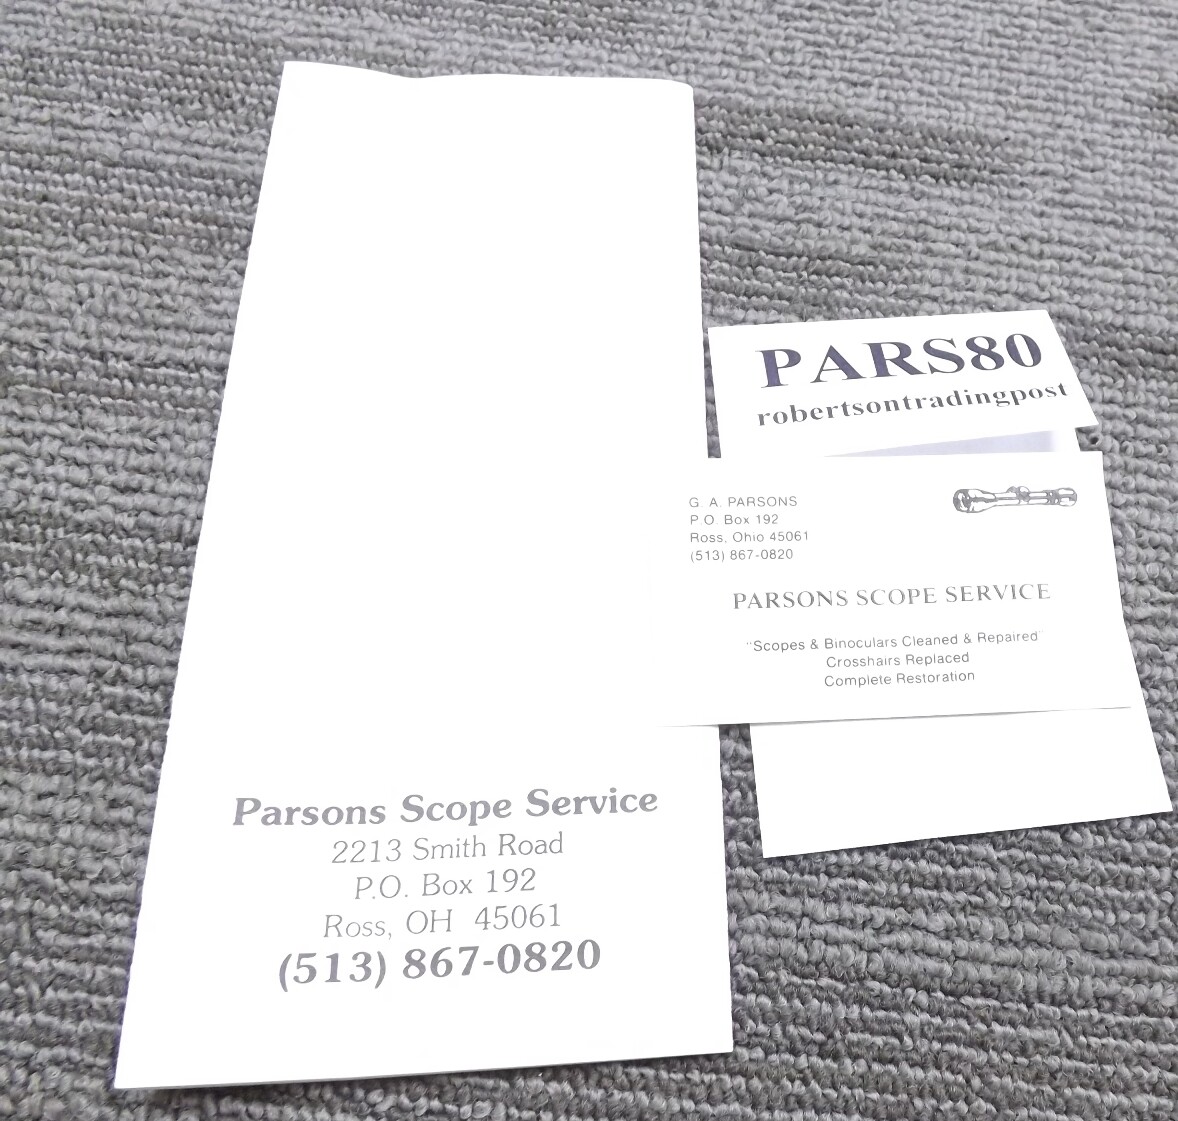 PARS80
robertsontradingpost
G. A. PARSONS
P.O. Box 192
Ross, Ohio 45061
(513) 867-0820
PARSONS SCOPE SERVICE
"Scopes & Binoculars Cleaned & Repaired"
Crosshairs Replaced
Complete Restoration
Parsons Scope Service
2213 Smith Road
P.O. Box 192
Ross, OH 45061
(513) 867-0820